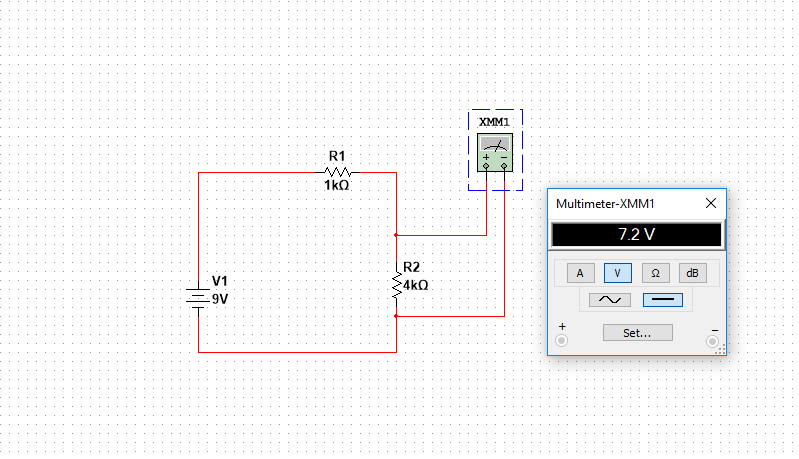 XMM1
R1
1kΩ
Multimeter-XMM1
7.2 V
R2
4kΩ
V1
9V
A
V
Ω
dB
Set...
+
−